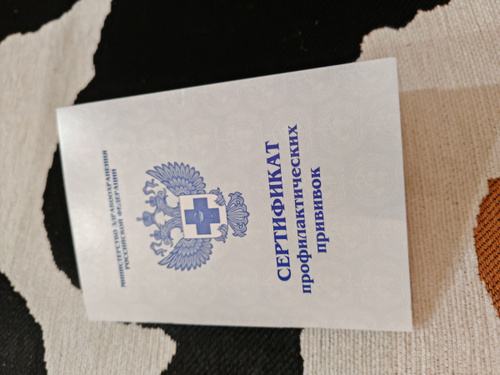 МИНИСТЕРСТВО ЗДРАВООХРАНЕНИЯ
РОССИЙСКОЙ ФЕДЕРАЦИИ
СЕРТИФИКАТ
профилактических
прививок